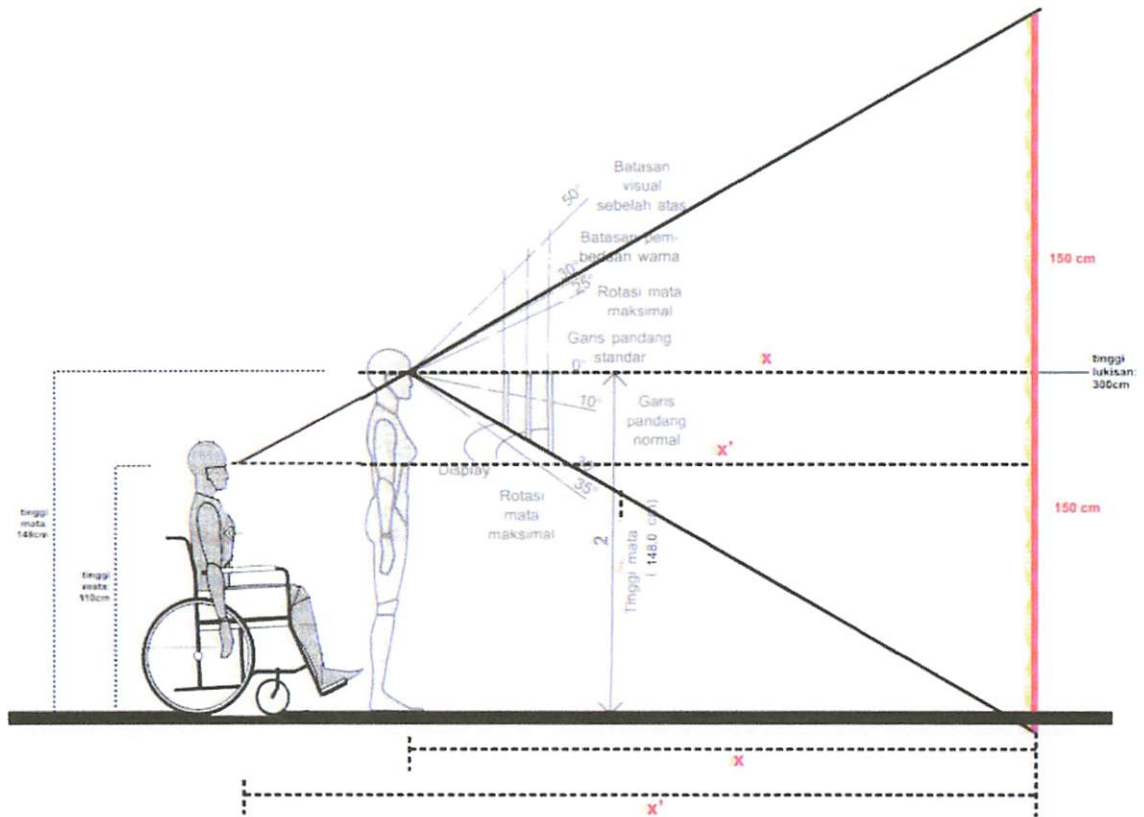 50°
Batasan
visual
sebelah atas
Batasan pem-
bedaan warna
30°
25°
Rotasi mata
maksimal
150 cm
Garis pandang
standar
0°
x
tinggi
lukisan:
300cm
10°
Garis
pandang
normal
x'
Display
30°
35°
Rotasi
mata
maksimal
2
Tinggi mata
( 148.0 cm)
150 cm
tinggi
mata:
148cm
tinggi
mata:
110cm
x
x'